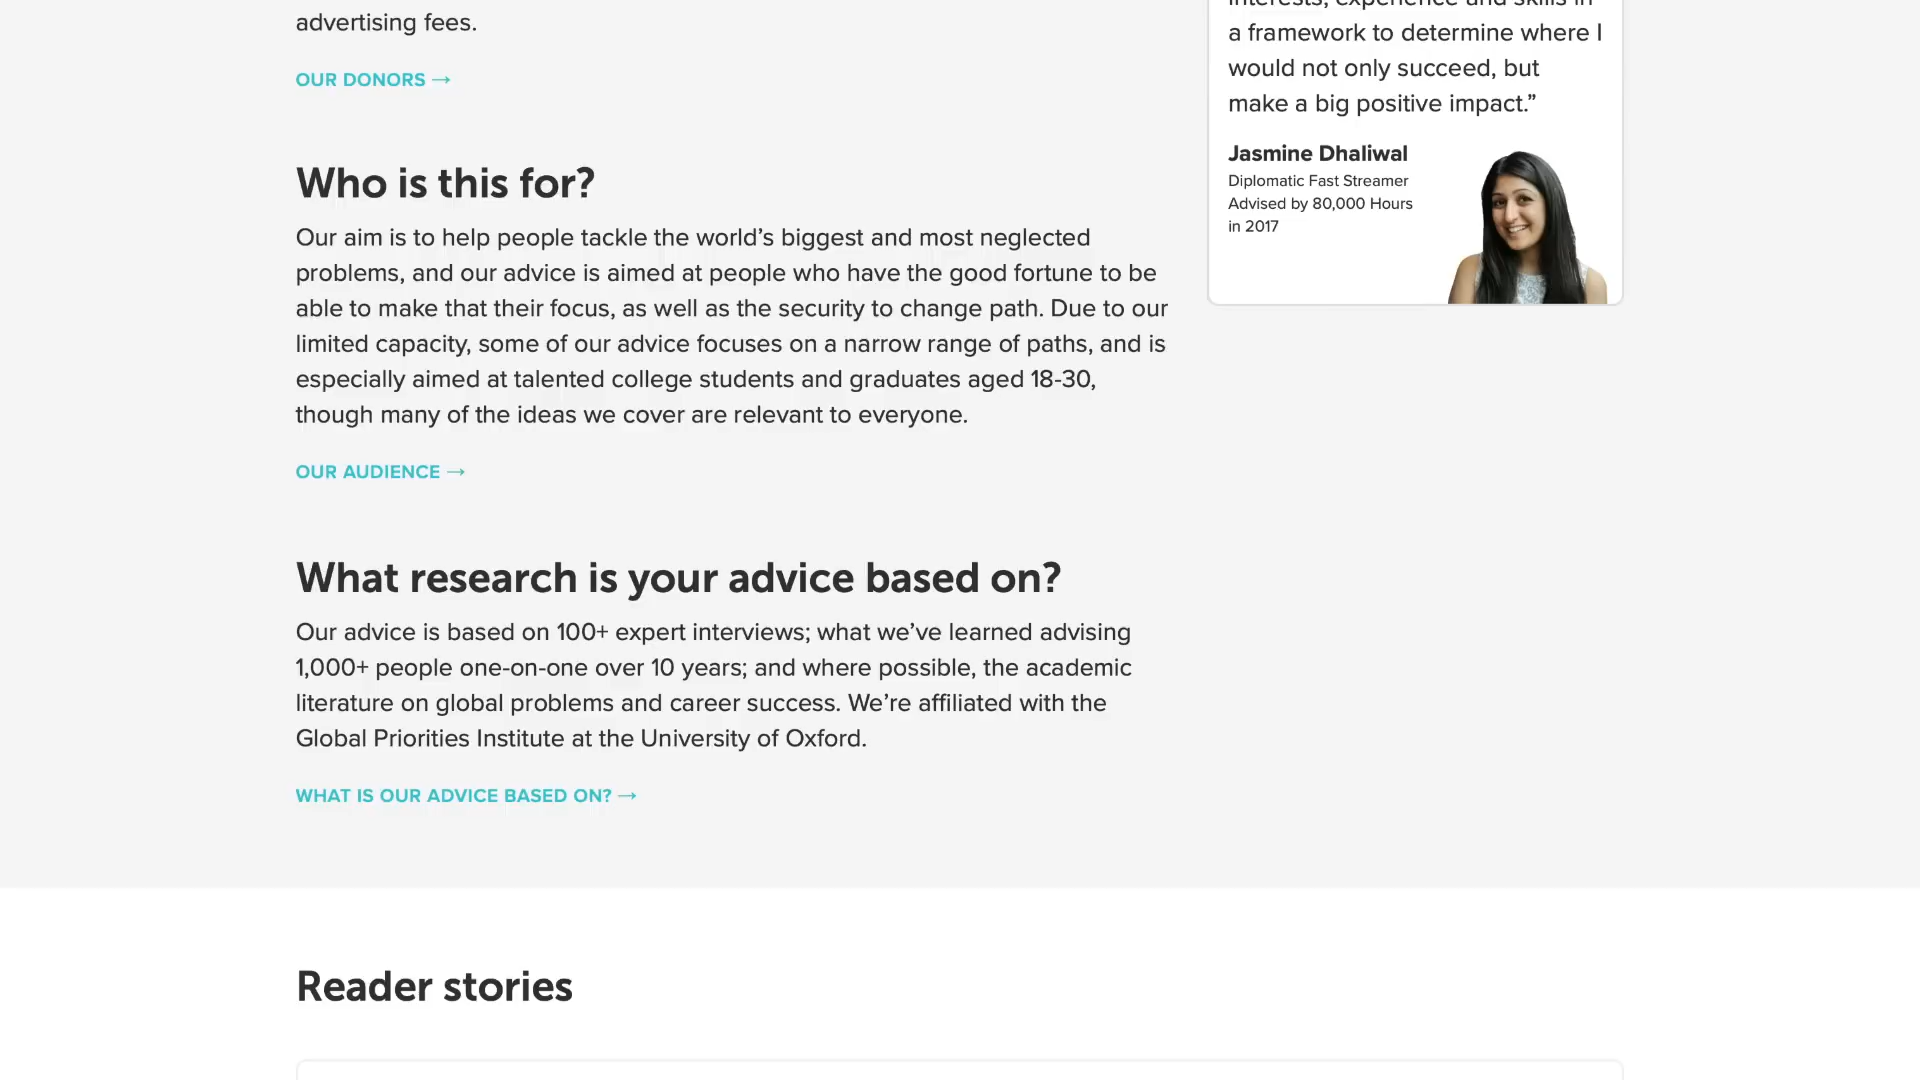 advertising fees.
OUR DONORS →
Who is this for?
Our aim is to help people tackle the world’s biggest and most neglected
problems, and our advice is aimed at people who have the good fortune to be
able to make that their focus, as well as the security to change path. Due to our
limited capacity, some of our advice focuses on a narrow range of paths, and is
especially aimed at talented college students and graduates aged 18-30,
though many of the ideas we cover are relevant to everyone.
OUR AUDIENCE →
What research is your advice based on?
Our advice is based on 100+ expert interviews; what we’ve learned advising
1,000+ people one-on-one over 10 years; and where possible, the academic
literature on global problems and career success. We’re affiliated with the
Global Priorities Institute at the University of Oxford.
WHAT IS OUR ADVICE BASED ON? →
interests, experience and skills in
a framework to determine where I
would not only succeed, but
make a big positive impact.”
Jasmine Dhaliwal
Diplomatic Fast Streamer
Advised by 80,000 Hours
in 2017
Reader stories